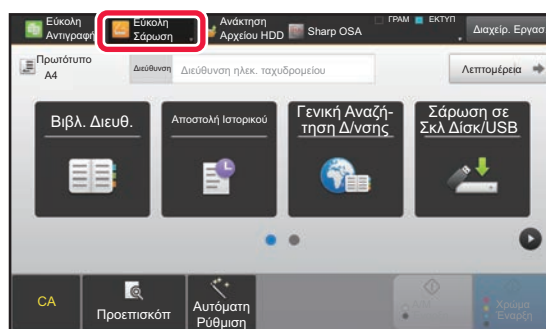 Εύκολη
Αντιγραφή
Εύκολη
Σάρωση
Ανάκτηση
Αρχείου HDD
Sharp OSA
ΓΡΑΜ
ΕΚΤΥΠ
Διαχείρ. Εργασ
Πρωτότυπο
A4
Διεύθυνση
Διεύθυνση ηλεκ. ταχυδρομείου
Λεπτομέρεια
Βιβλ. Διευθ.
Αποστολή Ιστορικού
Γενική Αναζή-
τηση Δ/νσης
Σάρωση σε
Σκλ Δίσκ/USB
CA
Προεπισκόπ
Αυτόματη
Ρύθμιση
Χρώμα
Έναρξη